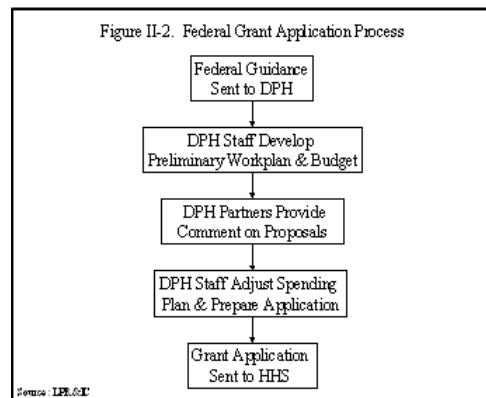 Figure II-2. Federal Grant Application Process
Federal Guidance
Sent to DPH
DPH Staff Develop
Preliminary Workplan & Budget
DPH Partners Provide
Comment on Proposals
DPH Staff Adjust Spending
Plan & Prepare Application
Grant Application
Sent to HHS
Source: LPR&IC